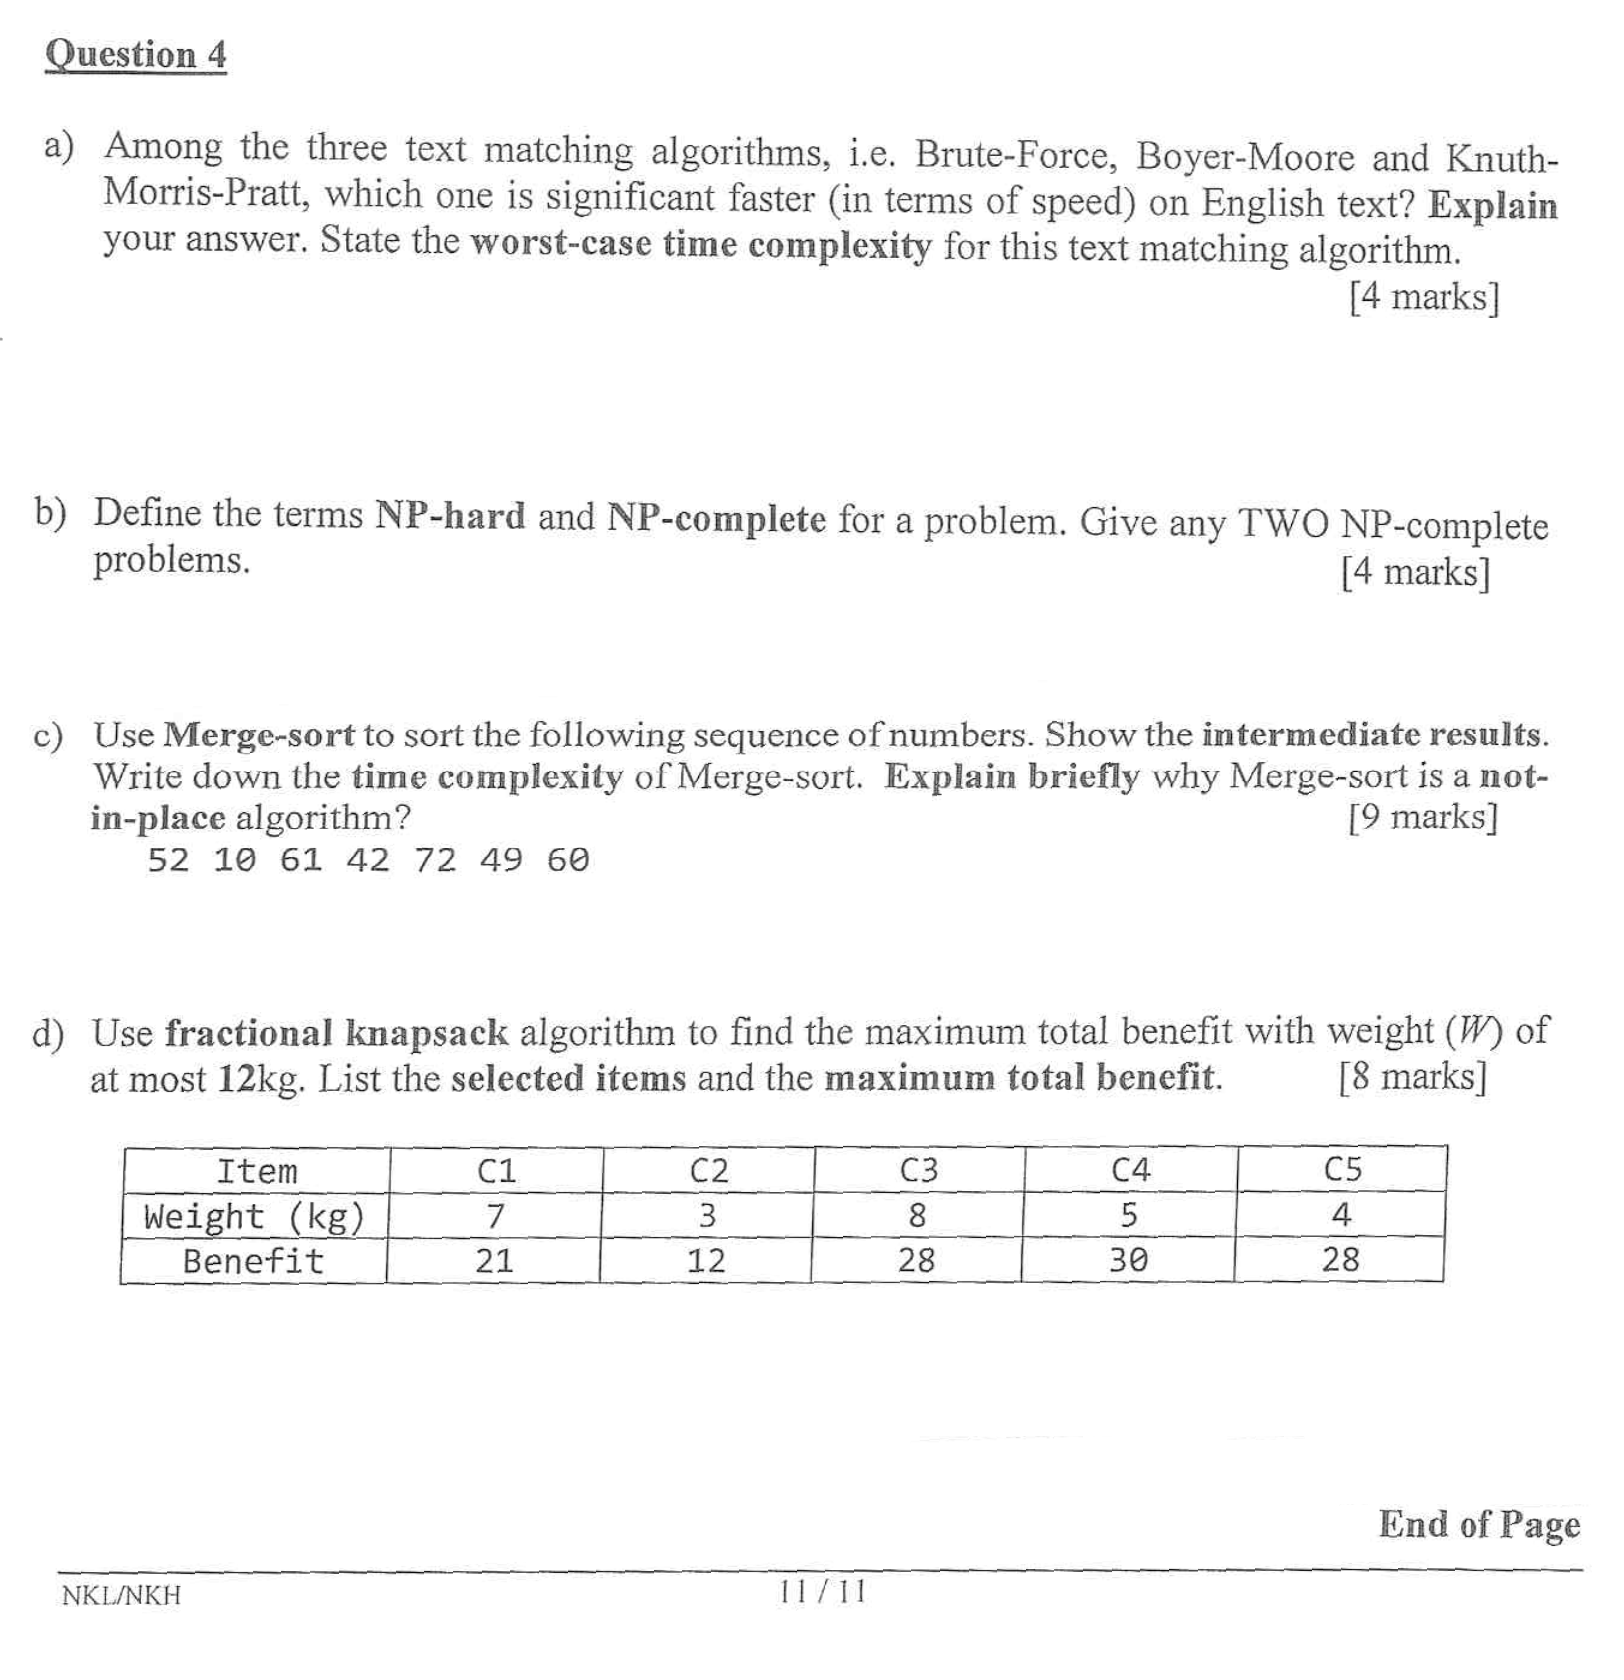 Question 4
a) Among the three text matching algorithms, i.e. Brute-Force, Boyer-Moore and Knuth-
Morris-Pratt, which one is significant faster (in terms of speed) on English text? Explain
your answer. State the worst-case time complexity for this text matching algorithm.
[4 marks]
b) Define the terms NP-hard and NP-complete for a problem. Give any TWO NP-complete
problems. [4 marks]
c) Use Merge-sort to sort the following sequence of numbers. Show the intermediate results.
Write down the time complexity of Merge-sort. Explain briefly why Merge-sort is a not-
in-place algorithm? [9 marks]
52 10 61 42 72 49 60
d) Use fractional knapsack algorithm to find the maximum total benefit with weight (W) of
at most 12kg. List the selected items and the maximum total benefit. [8 marks]
Item C1 C2 C3 C4 C5
Weight (kg) 7 3 8 5 4
Benefit 21 12 28 30 28
End of Page
NKL/NKH 11 / 11